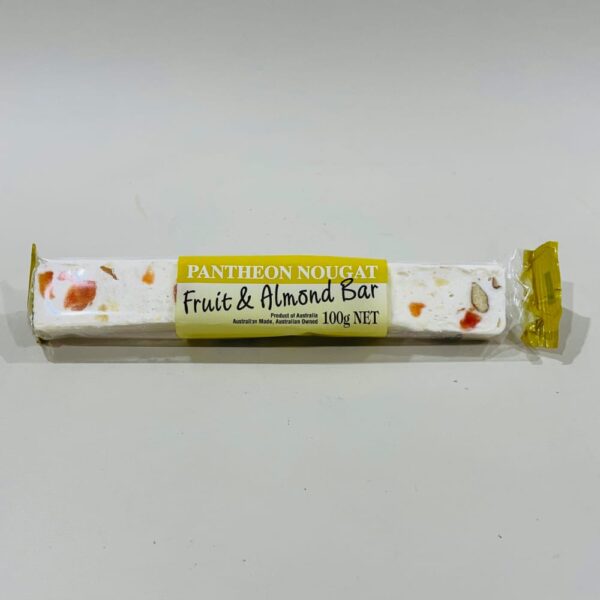 PANTHEON NOUGAT
Fruit & Almond Bar
Product of Australia
Australian Made, Australian Owned 100g NET